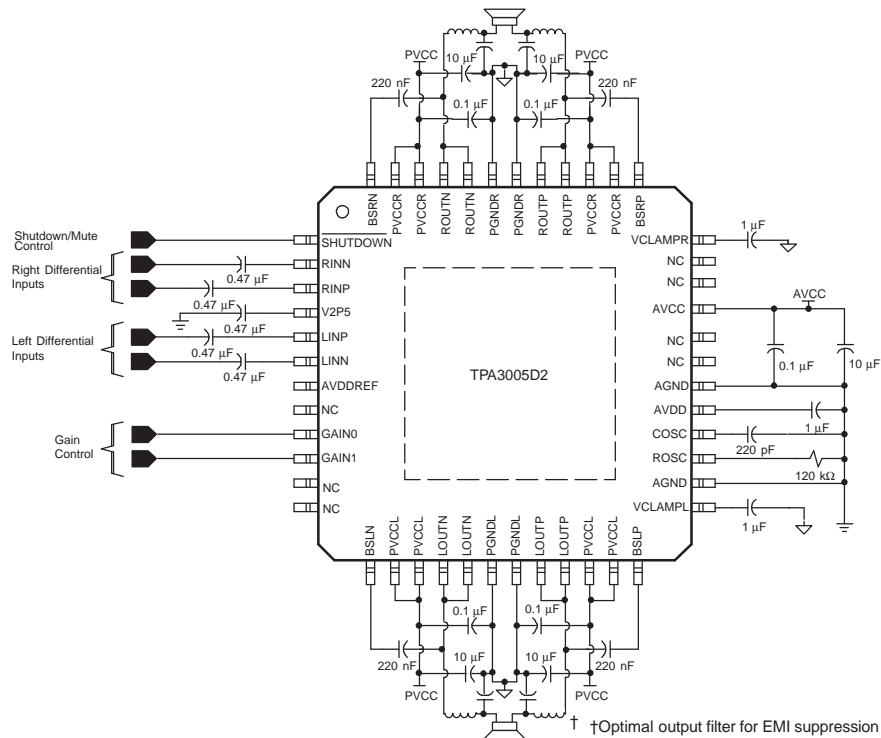 PVCC
10 µF
10 µF
PVCC
220 nF
220 nF
0.1 µF
0.1 µF
BSRN
PVCCR
PVCCR
ROUTN
ROUTN
PGNDR
PGNDR
ROUTP
ROUTP
PVCCR
PVCCR
BSRP
Shutdown/Mute
Control
SHUTDOWN
VCLAMPR
1
µF
Right Differential
Inputs
RINN
0.47 µF
NC
RINP
0.47 µF
NC
V2P5
0.47 µF
AVCC
AVCC
Left Differential
Inputs
LINP
0.47 µF
NC
LINN
0.47 µF
NC
0.1 µF
10 µF
TPA3005D2
AVDDREF
AGND
NC
AVDD
1 µF
Gain
Control
GAIN0
COSC
220 pF
GAIN1
ROSC
120 kΩ
NC
AGND
NC
VCLAMPL
1 µF
BSLN
PVCCL
PVCCL
LOUTN
LOUTN
PGNDL
PGNDL
LOUTP
LOUTP
PVCCL
PVCCL
BSLP
0.1 µF
0.1 µF
220 nF
10 µF
10 µF
220 nF
PVCC
PVCC
†
†Optimal output filter for EMI suppression